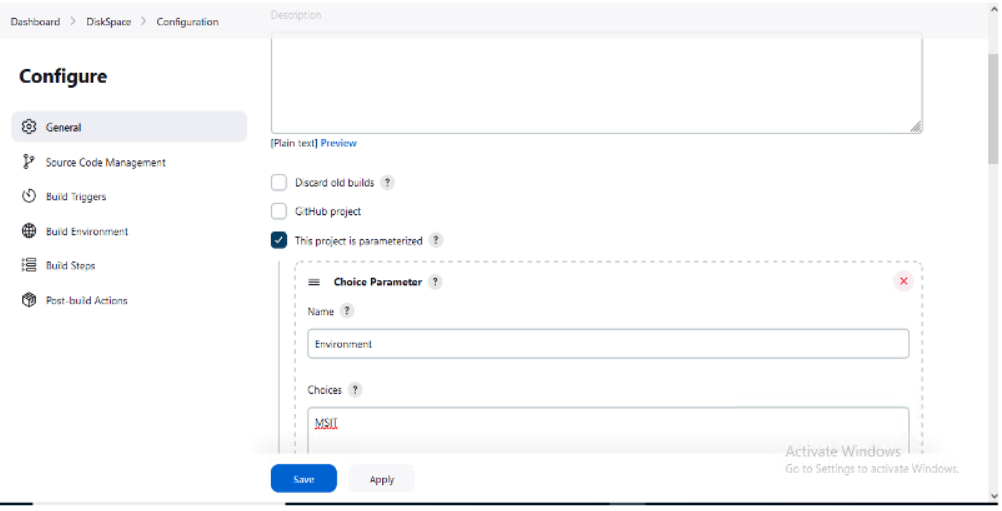 Dashboard > DiskSpace > Configuration
Description
Configure
General
Source Code Management
Build Triggers
Build Environment
Build Steps
Post-build Actions
[Plain text] Preview
Discard old builds ?
GitHub project
This project is parameterized ?
Choice Parameter ?
Name ?
Environment
Choices ?
MSIT
Save
Apply
Activate Windows
Go to Settings to activate Windows.